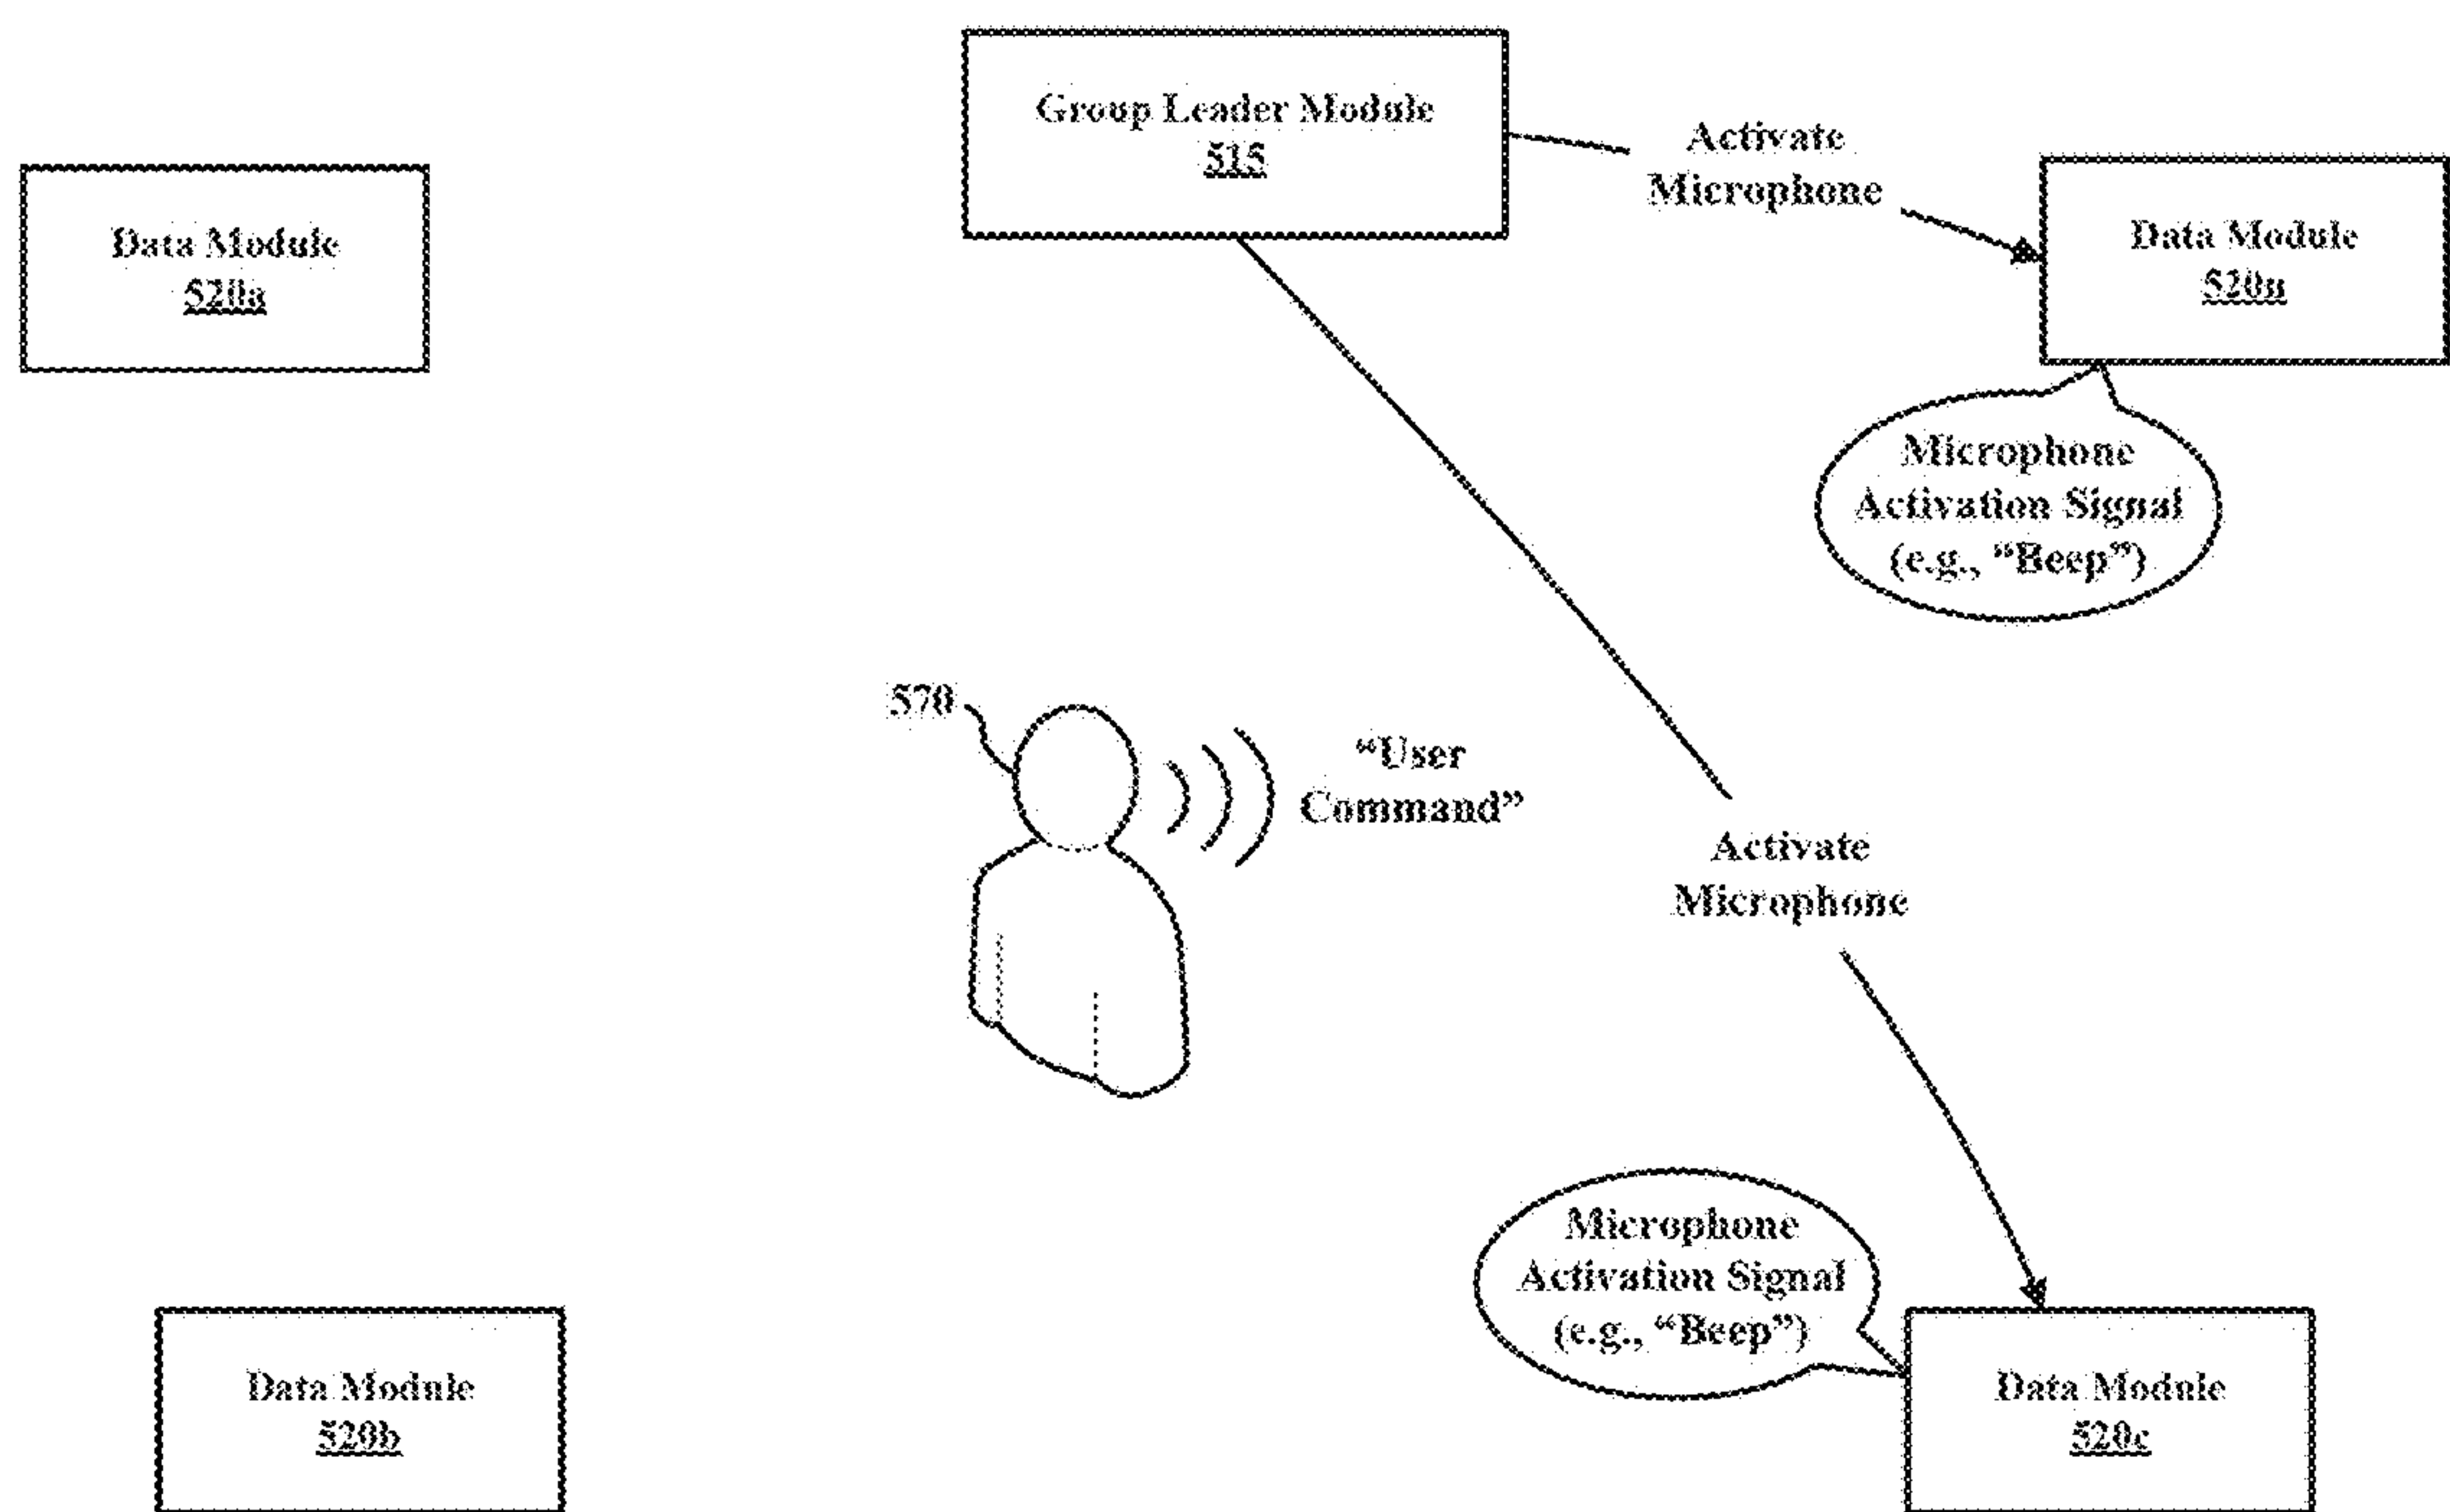 Group Leader Module
515
Activate
Microphone
Data Module
520a
Data Module
520n
Microphone
Activation Signal
(e.g., “Beep”)
570
“User
Command”
Activate
Microphone
Microphone
Activation Signal
(e.g., “Beep”)
Data Module
520b
Data Module
520c